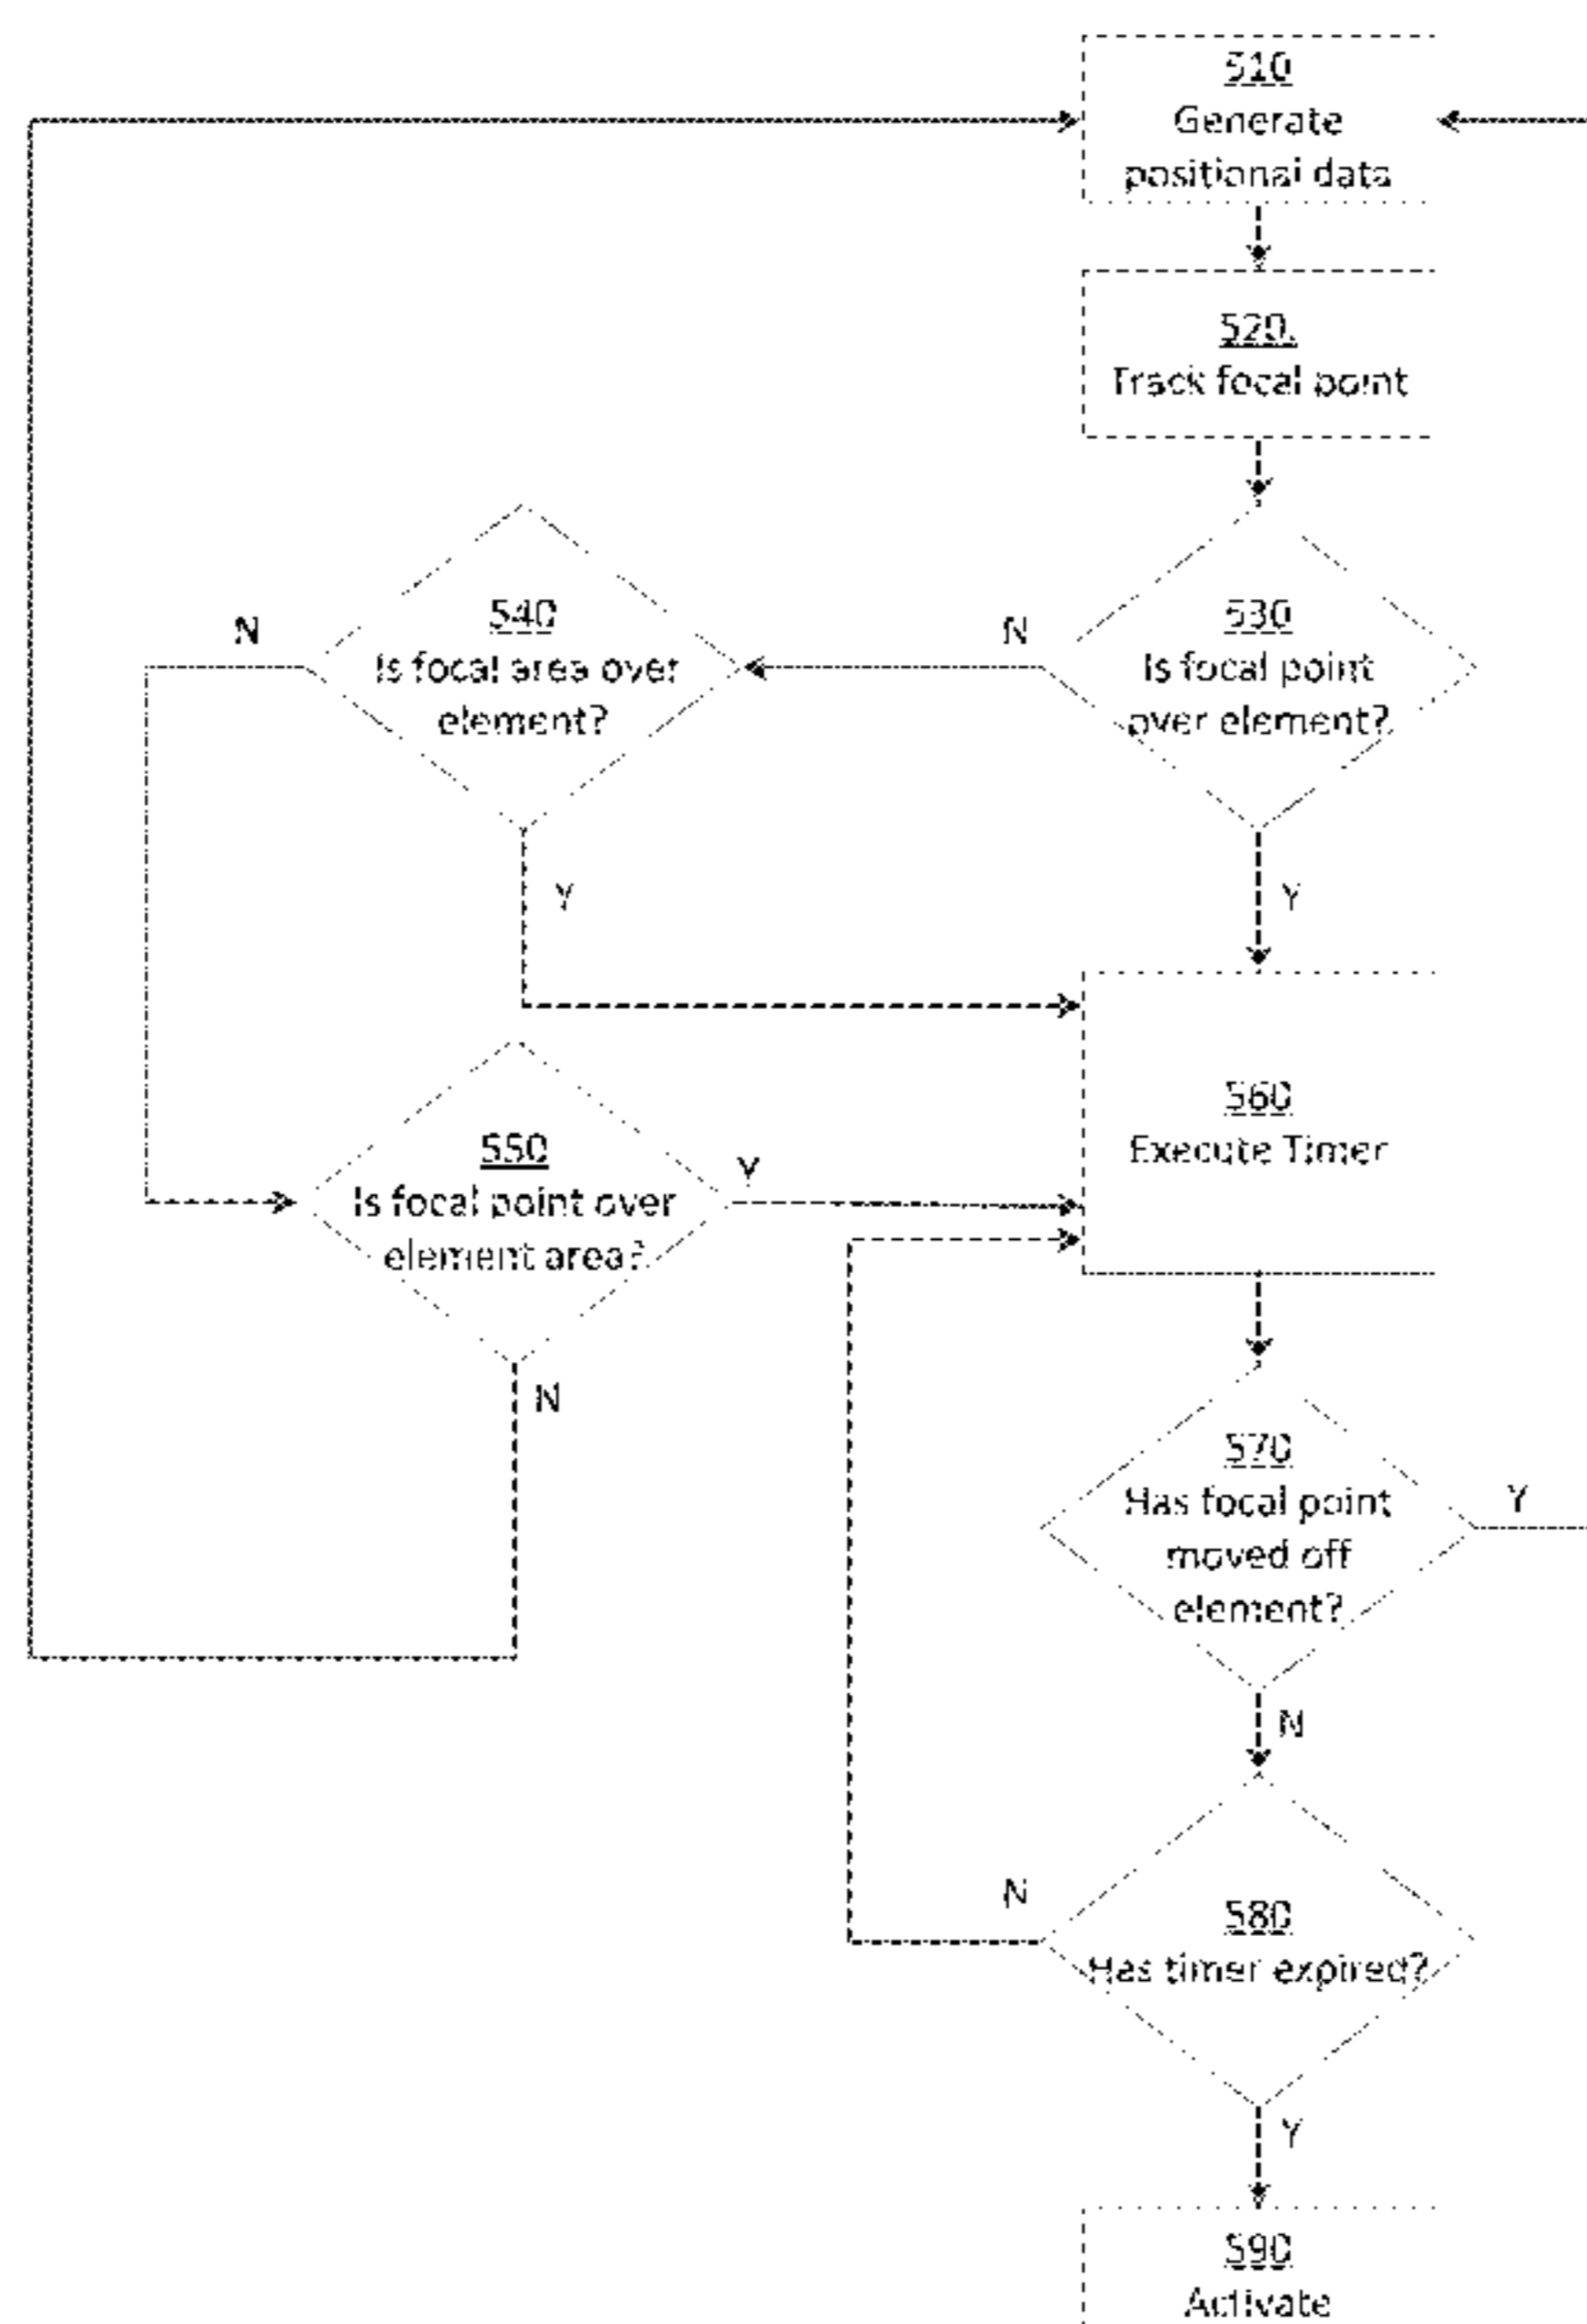 510
Generate
positional data
520.
Track focal point
540
Is focal area over
element?
N
N
530
Is focal point
over element?
Y
Y
550
Is focal point over
element area?
Y
N
560
Execute Timer
570
Has focal point
moved off
element?
Y
N
580
Has timer expired?
N
Y
590
Activate